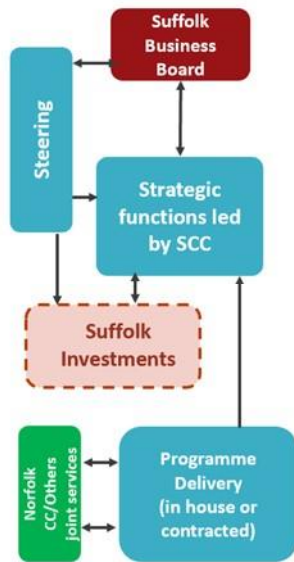 Suffolk
Business
Board
Steering
Strategic
functions led
by SCC
Suffolk
Investments
Norfolk
CC/Others
joint services
Programme
Delivery
(in house or
contracted)